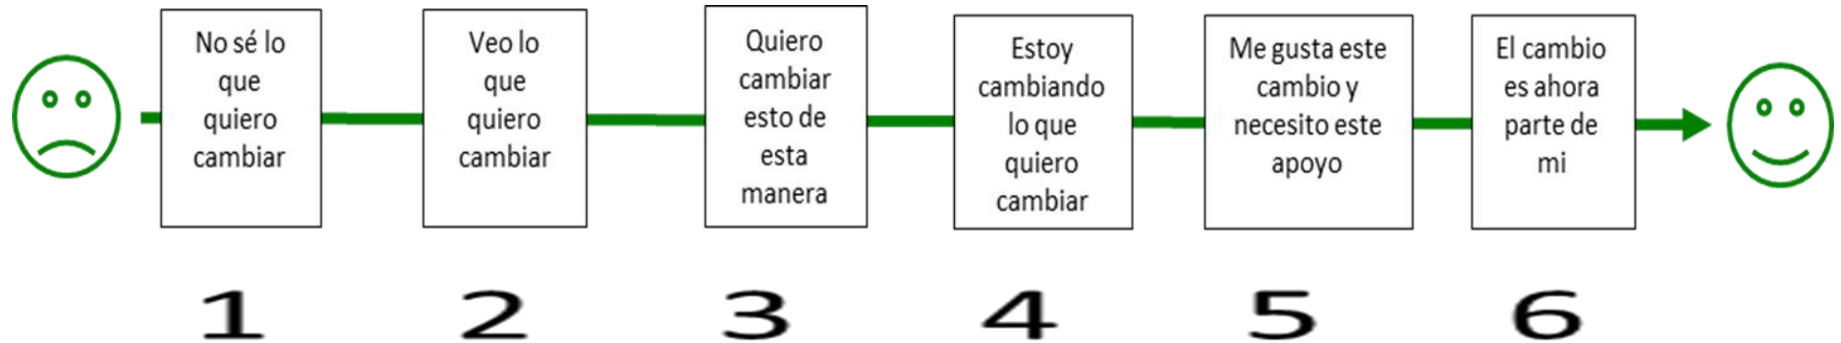 No sé lo
que
quiero
cambiar
Veo lo
que
quiero
cambiar
Quiero
cambiar
esto de
esta
manera
Estoy
cambiando
lo que
quiero
cambiar
Me gusta este
cambio y
necesito este
apoyo
El cambio
es ahora
parte de
mi
1
2
3
4
5
6